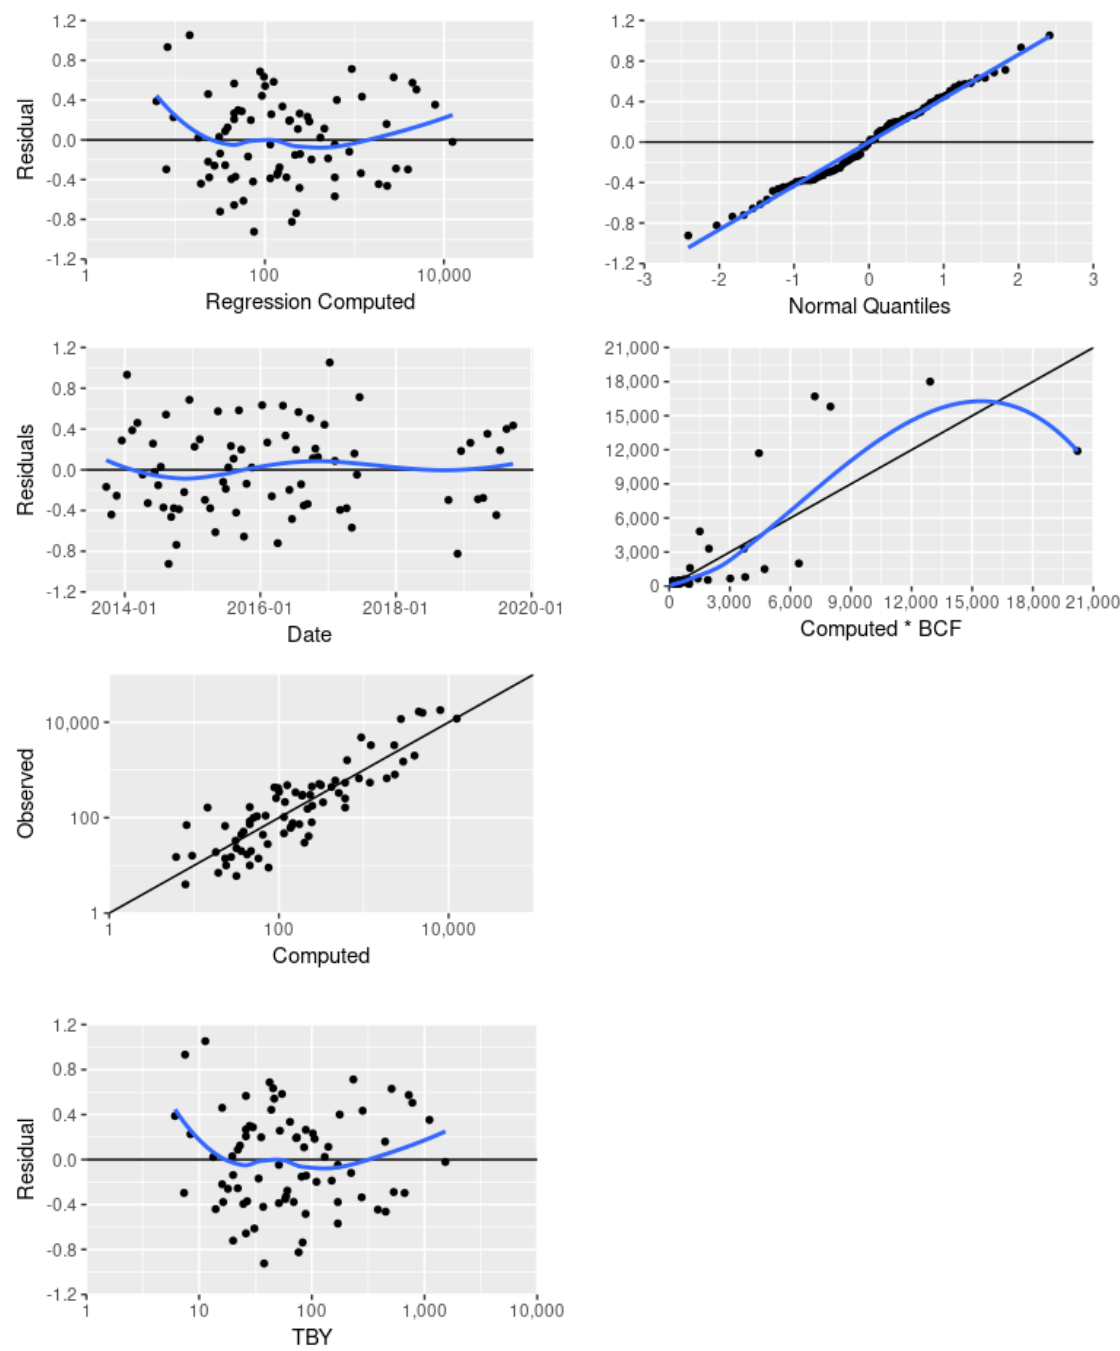 1.2
0.8
0.4
0.0
-0.4
-0.8
-1.2
Residual
1 100 10,000
Regression Computed
1.2
0.8
0.4
0.0
-0.4
-0.8
-1.2
-3 -2 -1 0 1 2 3
Normal Quantiles
1.2
0.8
0.4
0.0
-0.4
-0.8
-1.2
Residuals
2014-01 2016-01 2018-01 2020-01
Date
21,000
18,000
15,000
12,000
9,000
6,000
3,000
0
0 3,000 6,000 9,000 12,000 15,000 18,000 21,000
Computed * BCF
10,000
100
1
Observed
1 100 10,000
Computed
1.2
0.8
0.4
0.0
-0.4
-0.8
-1.2
Residual
1 10 100 1,000 10,000
TBY